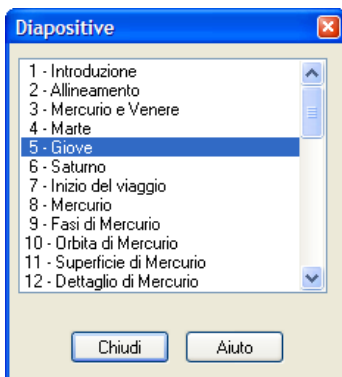 Diapositive
1 - Introduzione
2 - Allineamento
3 - Mercurio e Venere
4 - Marte
5 - Giove
6 - Saturno
7 - Inizio del viaggio
8 - Mercurio
9 - Fasi di Mercurio
10 - Orbita di Mercurio
11 - Superficie di Mercurio
12 - Dettaglio di Mercurio
Chiudi Aiuto